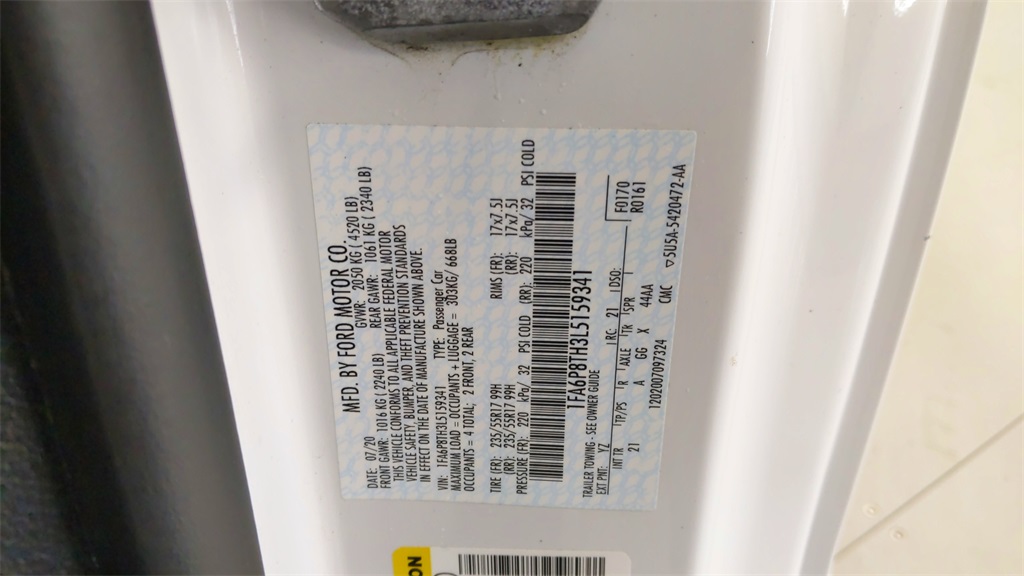 MFD. BY FORD MOTOR CO.
DATE: 07/20 GVWR: 2050 KG ( 4520 LB)
FRONT GAWR: 1016 KG ( 2240 LB) REAR GAWR: 1061 KG ( 2340 LB)
THIS VEHICLE CONFORMS TO ALL APPLICABLE FEDERAL MOTOR
VEHICLE SAFETY, BUMPER, AND THEFT PREVENTION STANDARDS
IN EFFECT ON THE DATE OF MANUFACTURE SHOWN ABOVE.
VIN: 1FA6P8TH3L5159341 TYPE: Passenger Car
MAXIMUM LOAD = OCCUPANTS + LUGGAGE = 303KG/ 668LB
OCCUPANTS = 4 TOTAL; 2 FRONT, 2 REAR
TIRE (FR): 235/55R17 99H RIMS (FR): 17x7.5J
(RR): 235/55R17 99H (RR): 17x7.5J
PRESSURE (FR): 220 kPa/ 32 PSI COLD (RR): 220 kPa/ 32 PSI COLD
1FA6P8TH3L5159341
TRAILER TOWING - SEE OWNER GUIDE
EXT PNT: YZ RC: 21 DSO: F0170
R0161
INT TR TP/PS R AXLE TR SPR
21 A GG X 44AA
1202007097324 CMC ▽5U5A-5420472-AA
ON